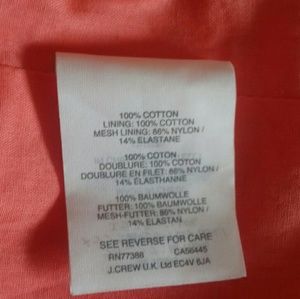 100% COTTON
LINING: 100% COTTON
MESH LINING: 86% NYLON /
14% ELASTANE
100% COTON
DOUBLURE: 100% COTON
DOUBLURE EN FILET: 86% NYLON /
14% ÉLASTHANNE
100% BAUMWOLLE
FUTTER: 100% BAUMWOLLE
MESH-FUTTER: 86% NYLON /
14% ELASTAN
SEE REVERSE FOR CARE
RN77388 CA56445
J.CREW U.K. Ltd EC4V 6JA